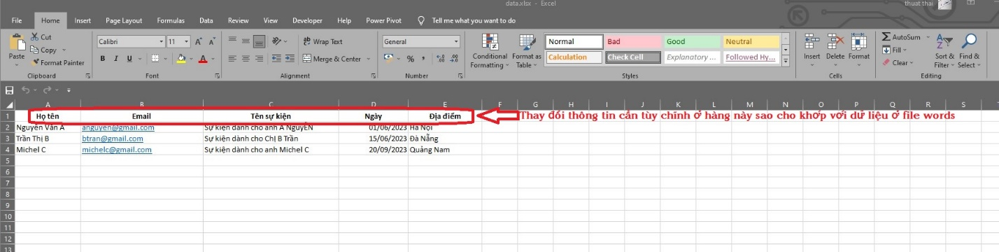 data.xlsx - Excel
thuat thai
File Home Insert Page Layout Formulas Data Review View Developer Help Power Pivot Tell me what you want to do
Paste
Cut
Copy
Format Painter
Clipboard
Calibri 11
B I U
Font
Wrap Text
Merge & Center
Alignment
General
Number
Conditional Formatting
Format as Table
Normal Bad Good Neutral
Calculation Check Cell Explanatory ... Followed Hy...
Styles
Insert Delete Format
Cells
AutoSum
Fill
Clear
Sort & Filter
Find & Select
Editing
A B C D E F G H I J K L M N O P Q R S
1 Họ tên Email Tên sự kiện Ngày Địa điểm
Thay đổi thông tin cần tùy chỉnh ở hàng này sao cho khớp với dữ liệu ở file words
2 Nguyễn Văn A anguyen@gmail.com Sự kiện dành cho anh A NguyễN 01/06/2023 Hà Nội
3 Trần Thị B btran@gmail.com Sự kiện dành cho Chị B Trần 15/06/2023 Đà Nẵng
4 Michel C michelc@gmail.com Sự kiện dành cho anh Michel C 20/09/2023 Quảng Nam
5
6
7
8
9
10
11
12
13